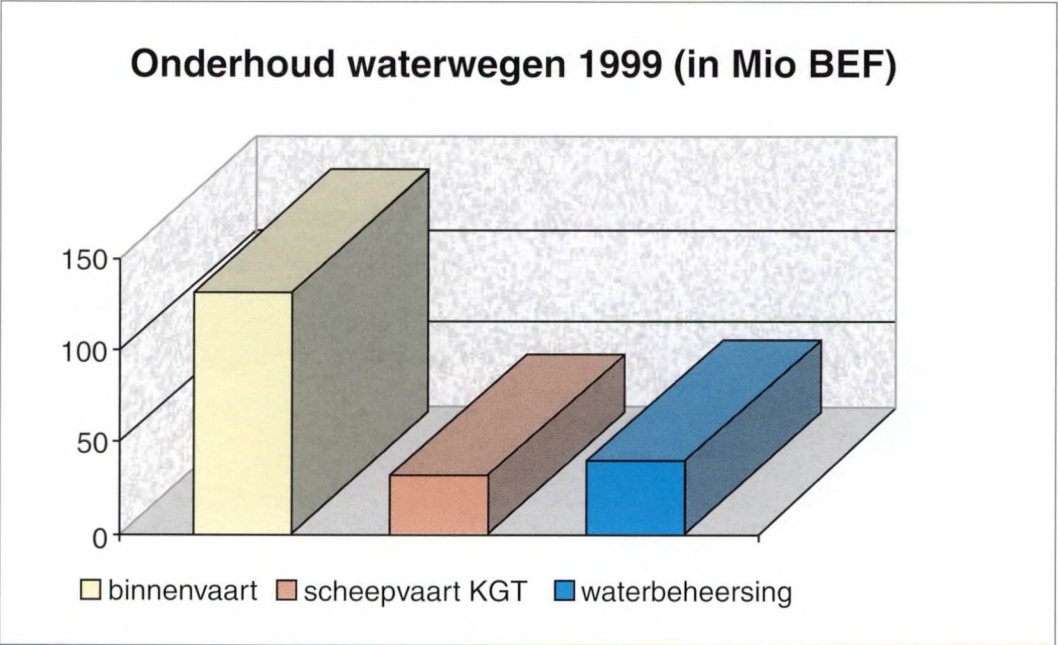 Onderhoud waterwegen 1999 (in Mio BEF)
150
100
50
0
binnenvaart scheepvaart KGT waterbeheersing